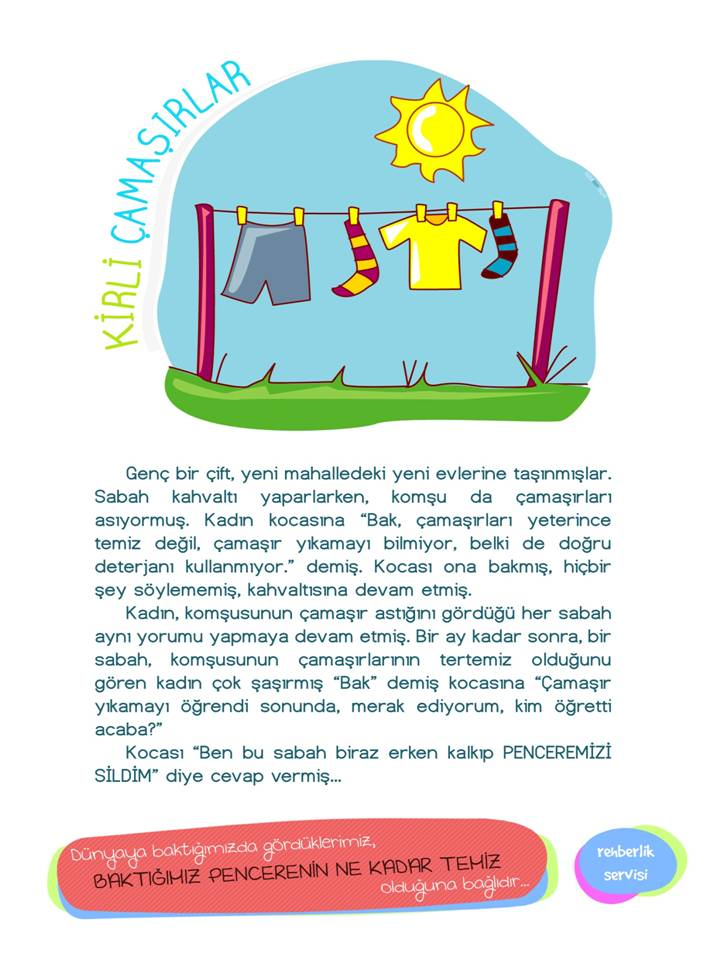 KİRLİ ÇAMAŞIRLAR
Genç bir çift, yeni mahalledeki yeni evlerine taşınmışlar.
Sabah kahvaltı yaparlarken, komşu da çamaşırları
asıyormuş. Kadın kocasına “Bak, çamaşırları yeterince
temiz değil, çamaşır yıkamayı bilmiyor, belki de doğru
deterjanı kullanmıyor.” demiş. Kocası ona bakmış, hiçbir
şey söylememiş, kahvaltısına devam etmiş.
Kadın, komşusunun çamaşır astığını gördüğü her sabah
aynı yorumu yapmaya devam etmiş. Bir ay kadar sonra, bir
sabah, komşusunun çamaşırlarının tertemiz olduğunu
gören kadın çok şaşırmış “Bak” demiş kocasına “Çamaşır
yıkamayı öğrendi sonunda, merak ediyorum, kim öğretti
acaba?”
Kocası “Ben bu sabah biraz erken kalkıp PENCEREMİZİ
SİLDİM” diye cevap vermiş...
Dünyaya baktığımızda gördüklerimiz,
BAKTIĞIMIZ PENCERENİN NE KADAR TEMİZ
olduğuna bağlıdır...
rehberlik
servisi